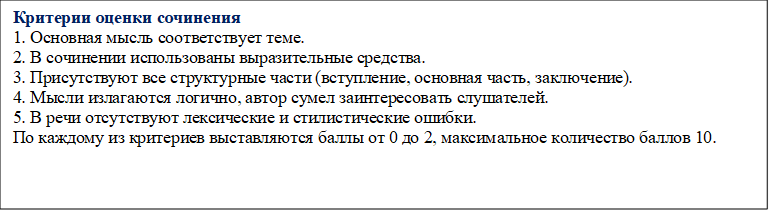 Критерии оценки сочинения
1. Основная мысль соответствует теме.
2. В сочинении использованы выразительные средства.
3. Присутствуют все структурные части (вступление, основная часть, заключение).
4. Мысли излагаются логично, автор сумел заинтересовать слушателей.
5. В речи отсутствуют лексические и стилистические ошибки.
По каждому из критериев выставляются баллы от 0 до 2, максимальное количество баллов 10.